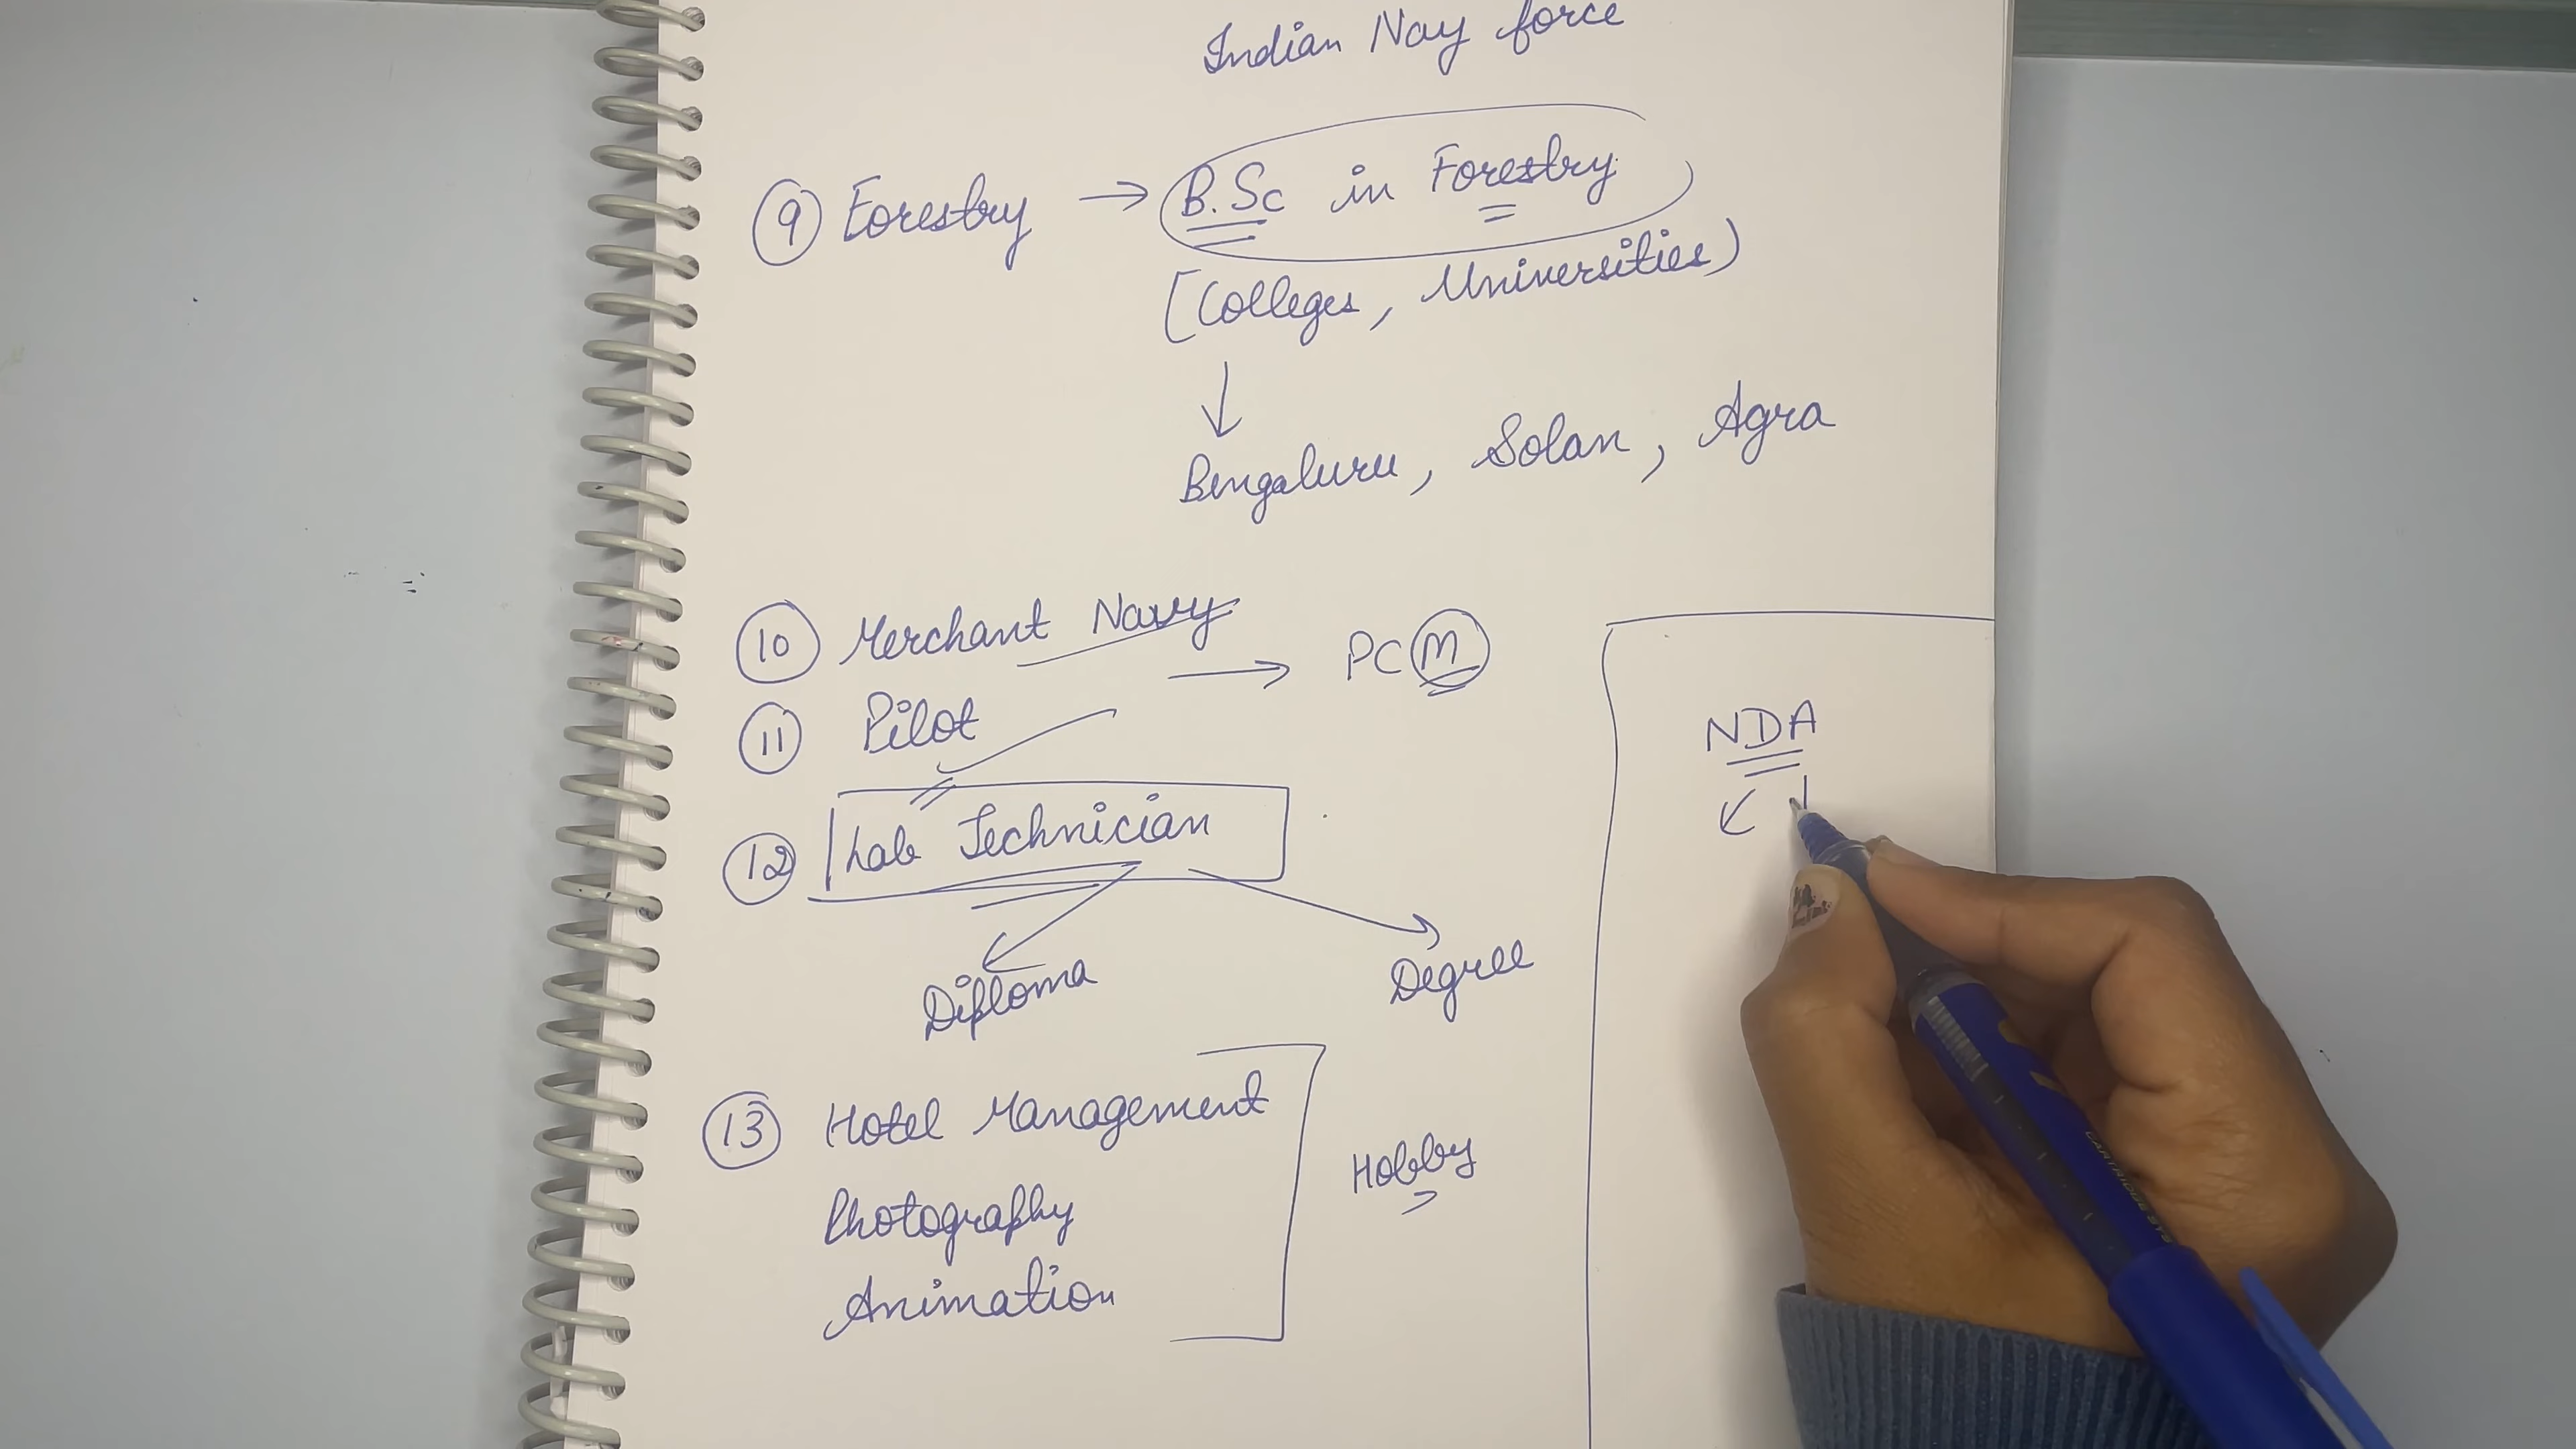 Indian Nay force
9 Forestry → B.Sc in Forestry
[Colleges, Universities)
Bengaluru, Solan, Agra
10 Merchant Navy
→ PCM
11 Pilot
NDA
12 Lab Technician
Diploma
Degree
13 Hotel Management
Photography
Animation
Hobby